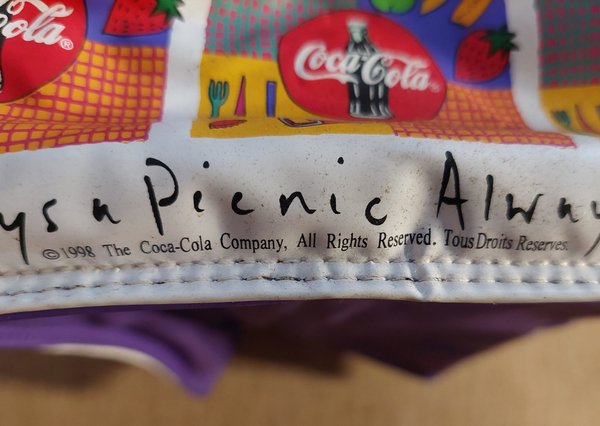 Cola®
Coca-Cola®
ys a Picnic Alway
©1998 The Coca-Cola Company, All Rights Reserved. Tous Droits Reserves.